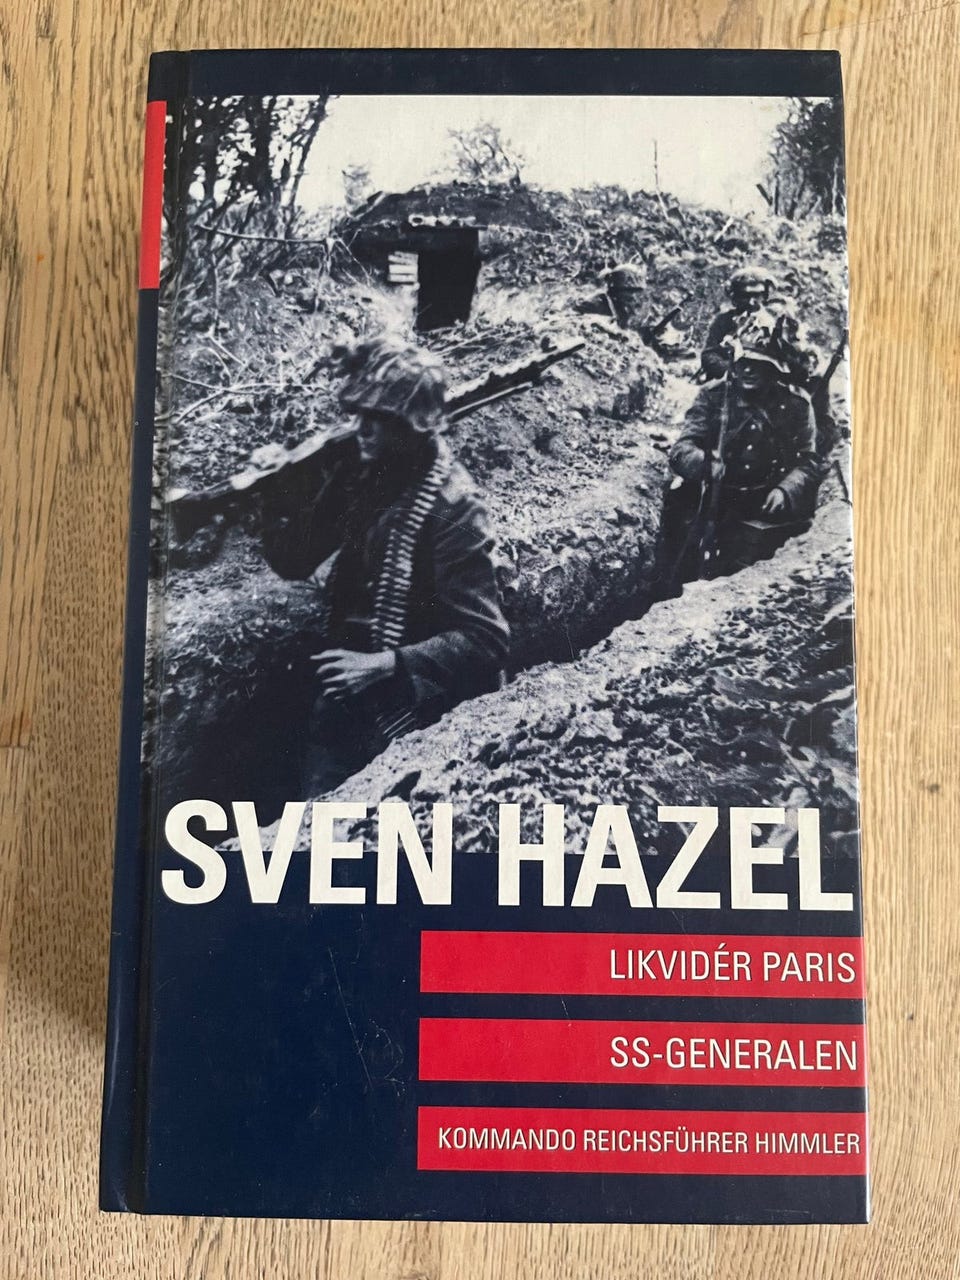 SVEN HAZEL
LIKVIDÉR PARIS
SS-GENERALEN
KOMMANDO REICHSFÜHRER HIMMLER